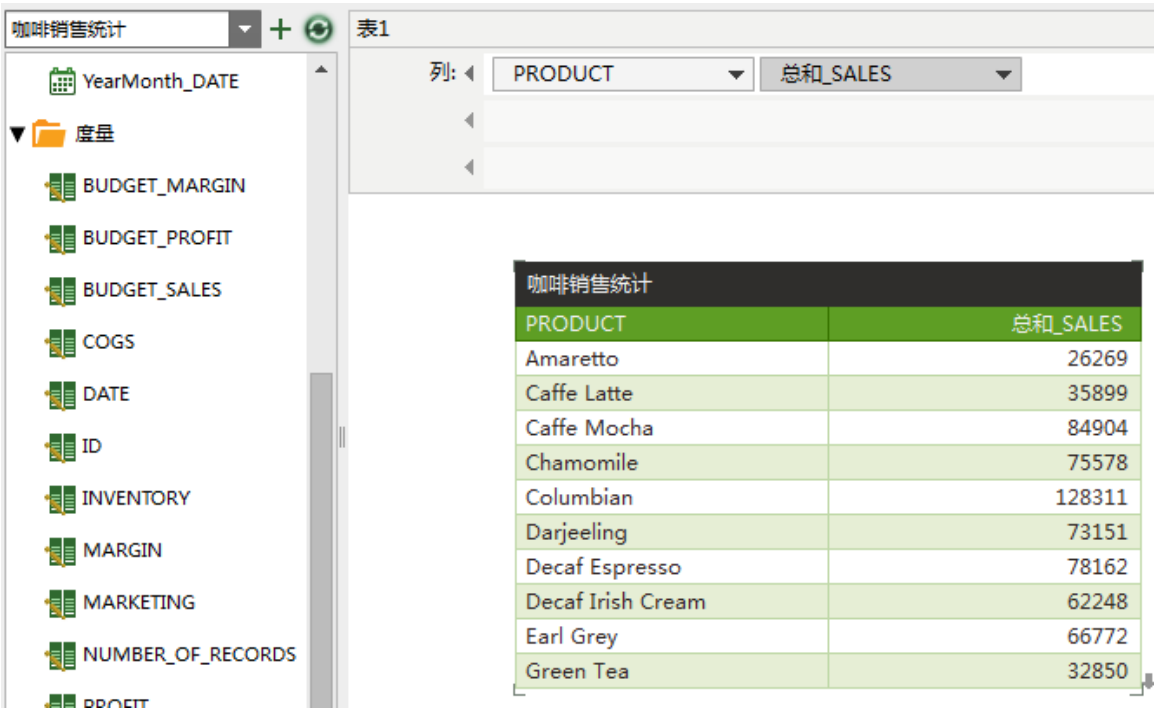 咖啡销售统计
YearMonth_DATE
度量
BUDGET_MARGIN
BUDGET_PROFIT
BUDGET_SALES
COGS
DATE
ID
INVENTORY
MARGIN
MARKETING
NUMBER_OF_RECORDS
PROFIT
表1
列: PRODUCT 总和_SALES
咖啡销售统计
PRODUCT 总和_SALES
Amaretto 26269
Caffe Latte 35899
Caffe Mocha 84904
Chamomile 75578
Columbian 128311
Darjeeling 73151
Decaf Espresso 78162
Decaf Irish Cream 62248
Earl Grey 66772
Green Tea 32850